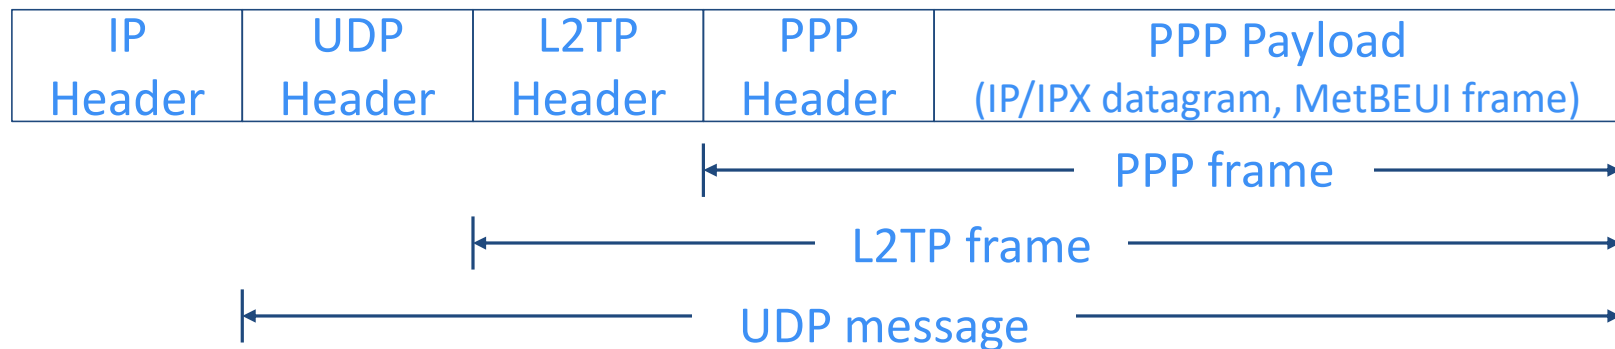 IP Header
UDP Header
L2TP Header
PPP Header
PPP Payload
(IP/IPX datagram, MetBEUI frame)
PPP frame
L2TP frame
UDP message